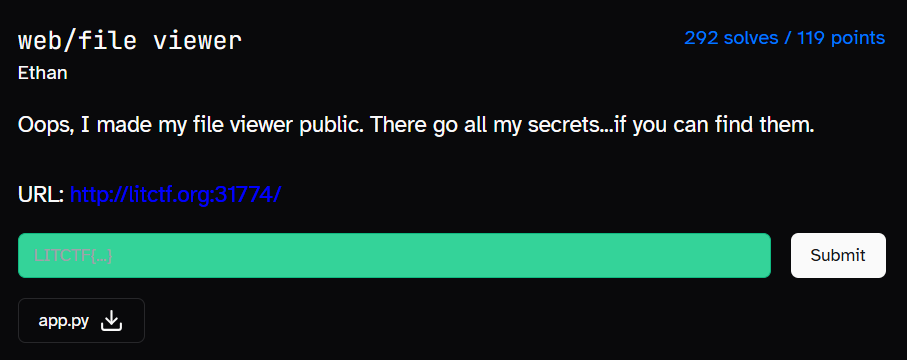 web/file viewer
292 solves / 119 points
Ethan
Oops, I made my file viewer public. There go all my secrets...if you can find them.
URL: http://litctf.org:31774/
LITCTF{...}
Submit
app.py